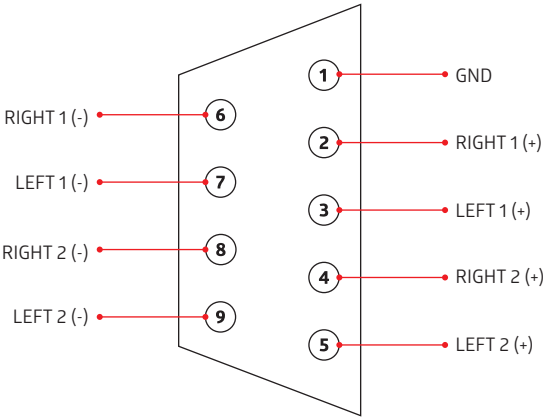 1
GND
RIGHT 1 (-)
6
2
RIGHT 1 (+)
LEFT 1 (-)
7
3
LEFT 1 (+)
RIGHT 2 (-)
8
4
RIGHT 2 (+)
LEFT 2 (-)
9
5
LEFT 2 (+)